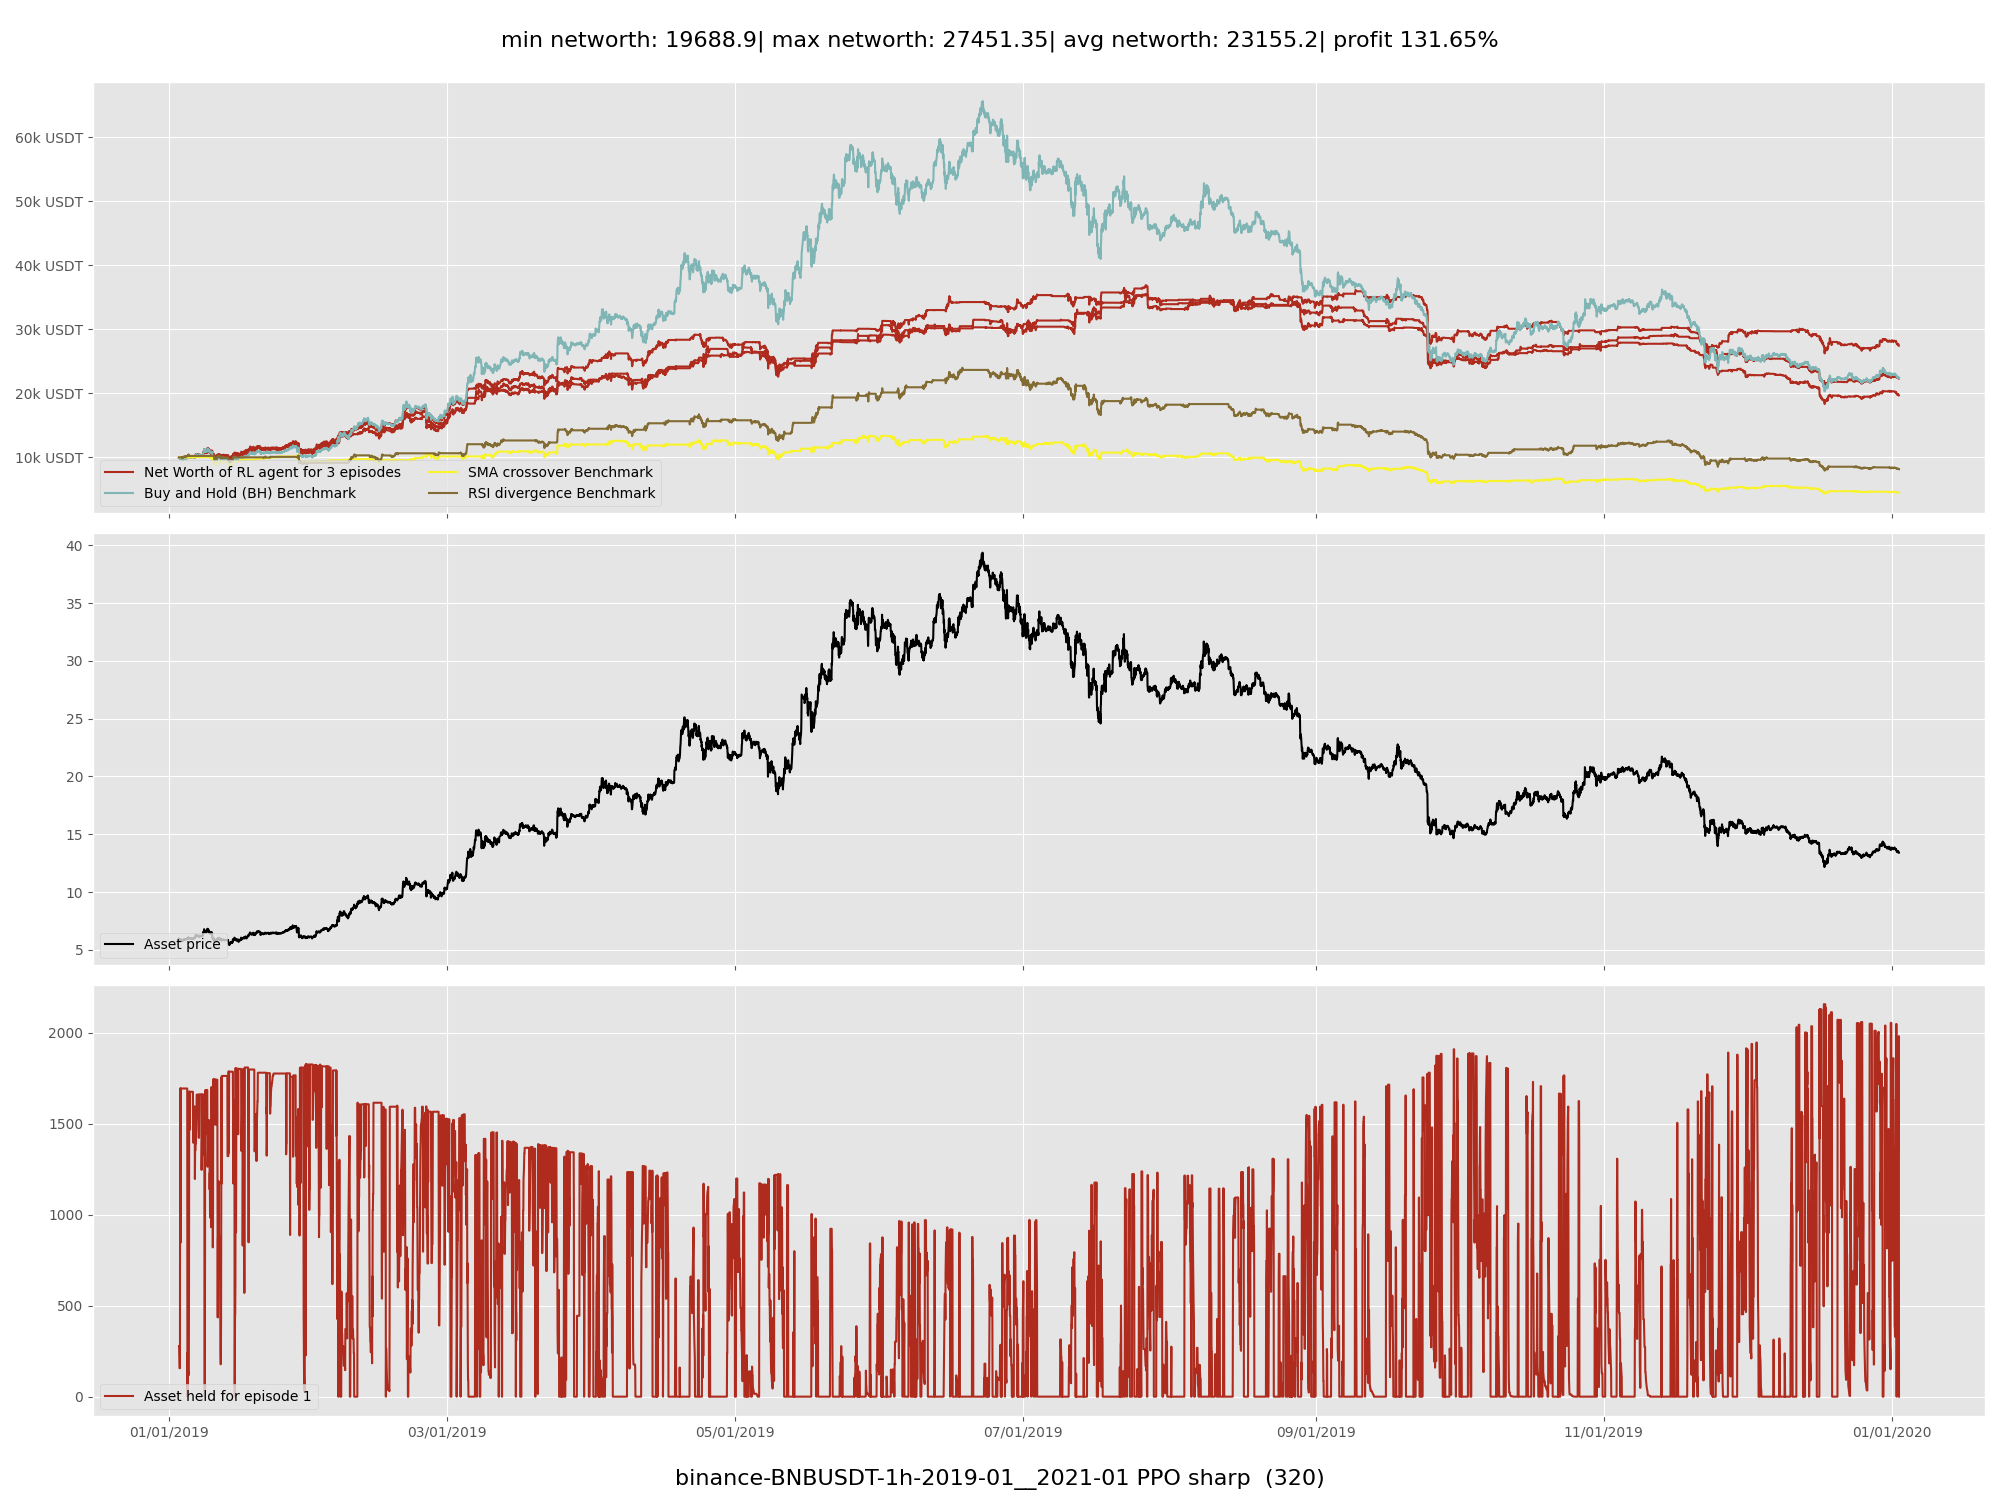 min networth: 19688.9| max networth: 27451.35| avg networth: 23155.2| profit 131.65%
60k USDT
50k USDT
40k USDT
30k USDT
20k USDT
10k USDT
Net Worth of RL agent for 3 episodes
Buy and Hold (BH) Benchmark
SMA crossover Benchmark
RSI divergence Benchmark
40
35
30
25
20
15
10
5
Asset price
2000
1500
1000
500
0
Asset held for episode 1
01/01/2019 03/01/2019 05/01/2019 07/01/2019 09/01/2019 11/01/2019 01/01/2020
binance-BNBUSDT-1h-2019-01__2021-01 PPO sharp (320)